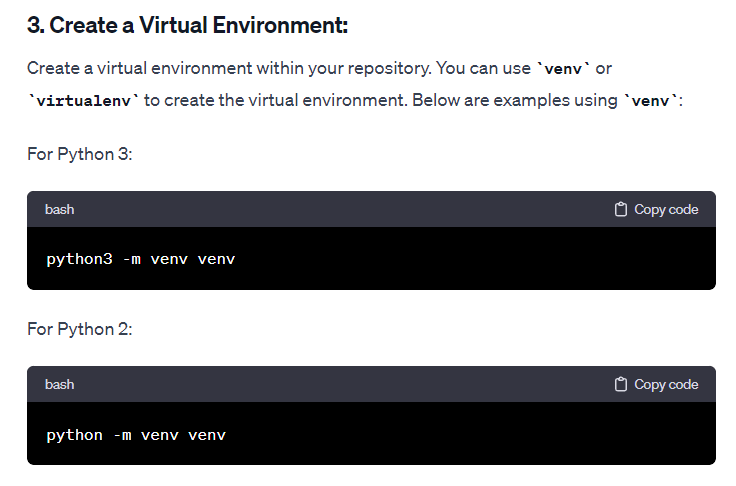 3. Create a Virtual Environment:
Create a virtual environment within your repository. You can use `venv` or
`virtualenv` to create the virtual environment. Below are examples using `venv`:
For Python 3:
bash Copy code
python3 -m venv venv
For Python 2:
bash Copy code
python -m venv venv